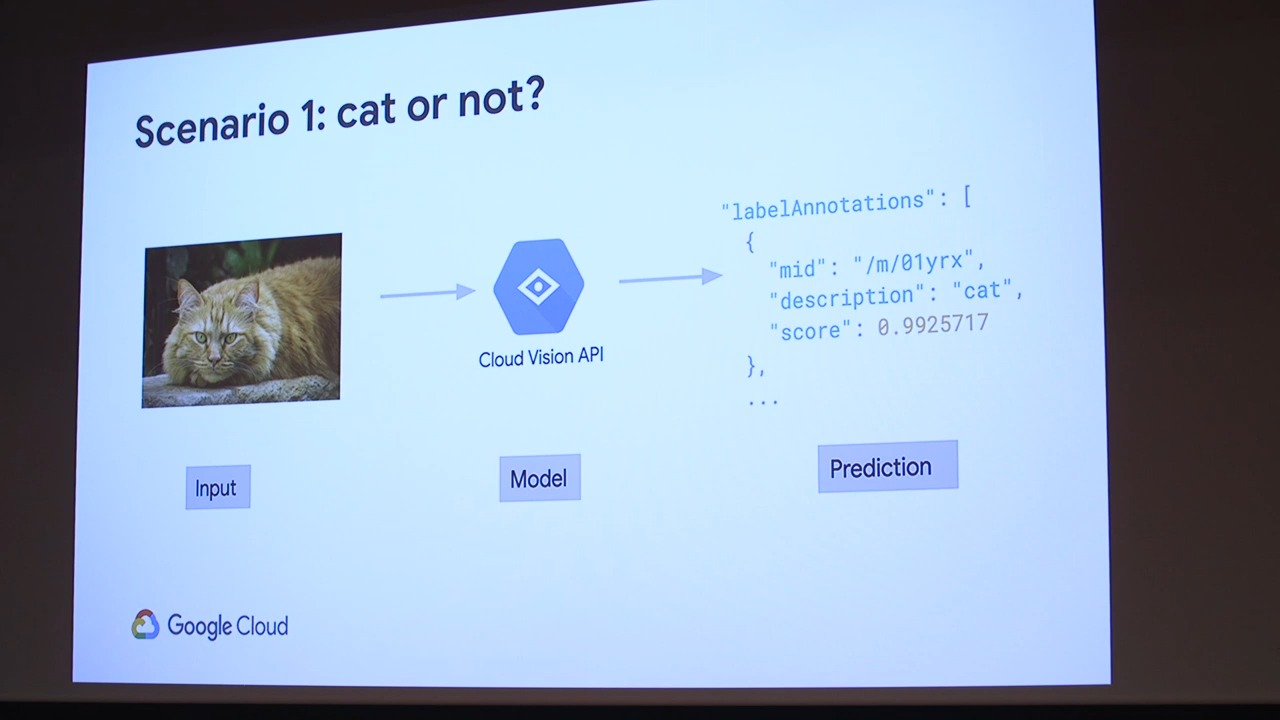 Scenario 1: cat or not?
"labelAnnotations": [
{
"mid": "/m/01yrx",
"description": "cat",
"score": 0.9925717
},
...
Cloud Vision API
Input
Model
Prediction
Google Cloud